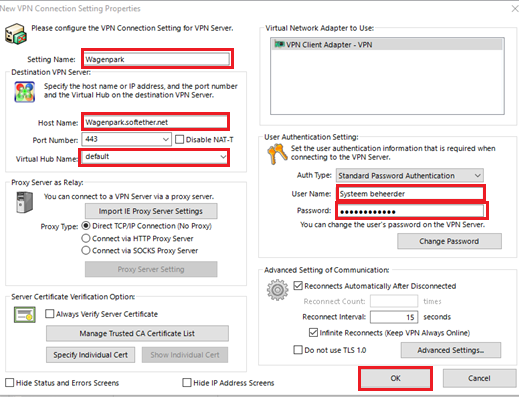 New VPN Connection Setting Properties
Please configure the VPN Connection Setting for VPN Server.
Setting Name: Wagenpark
Destination VPN Server:
Specify the host name or IP address, and the port number
and the Virtual Hub on the destination VPN Server.
Host Name: Wagenpark.softether.net
Port Number: 443 Disable NAT-T
Virtual Hub Name: default
Proxy Server as Relay:
You can connect to a VPN Server via a proxy server.
Import IE Proxy Server Settings
Proxy Type: Direct TCP/IP Connection (No Proxy)
Connect via HTTP Proxy Server
Connect via SOCKS Proxy Server
Proxy Server Setting
Server Certificate Verification Option:
Always Verify Server Certificate
Manage Trusted CA Certificate List
Specify Individual Cert Show Individual Cert
Hide Status and Errors Screens Hide IP Address Screens
Virtual Network Adapter to Use:
VPN Client Adapter - VPN
User Authentication Setting:
Set the user authentication information that is required when
connecting to the VPN Server.
Auth Type: Standard Password Authentication
User Name: Systeem beheerder
Password: ●●●●●●●●●●●●
You can change the user's password on the VPN Server.
Change Password
Advanced Setting of Communication:
Reconnects Automatically After Disconnected
Reconnect Count: times
Reconnect Interval: 15 seconds
Infinite Reconnects (Keep VPN Always Online)
Do not use TLS 1.0 Advanced Settings...
OK Cancel